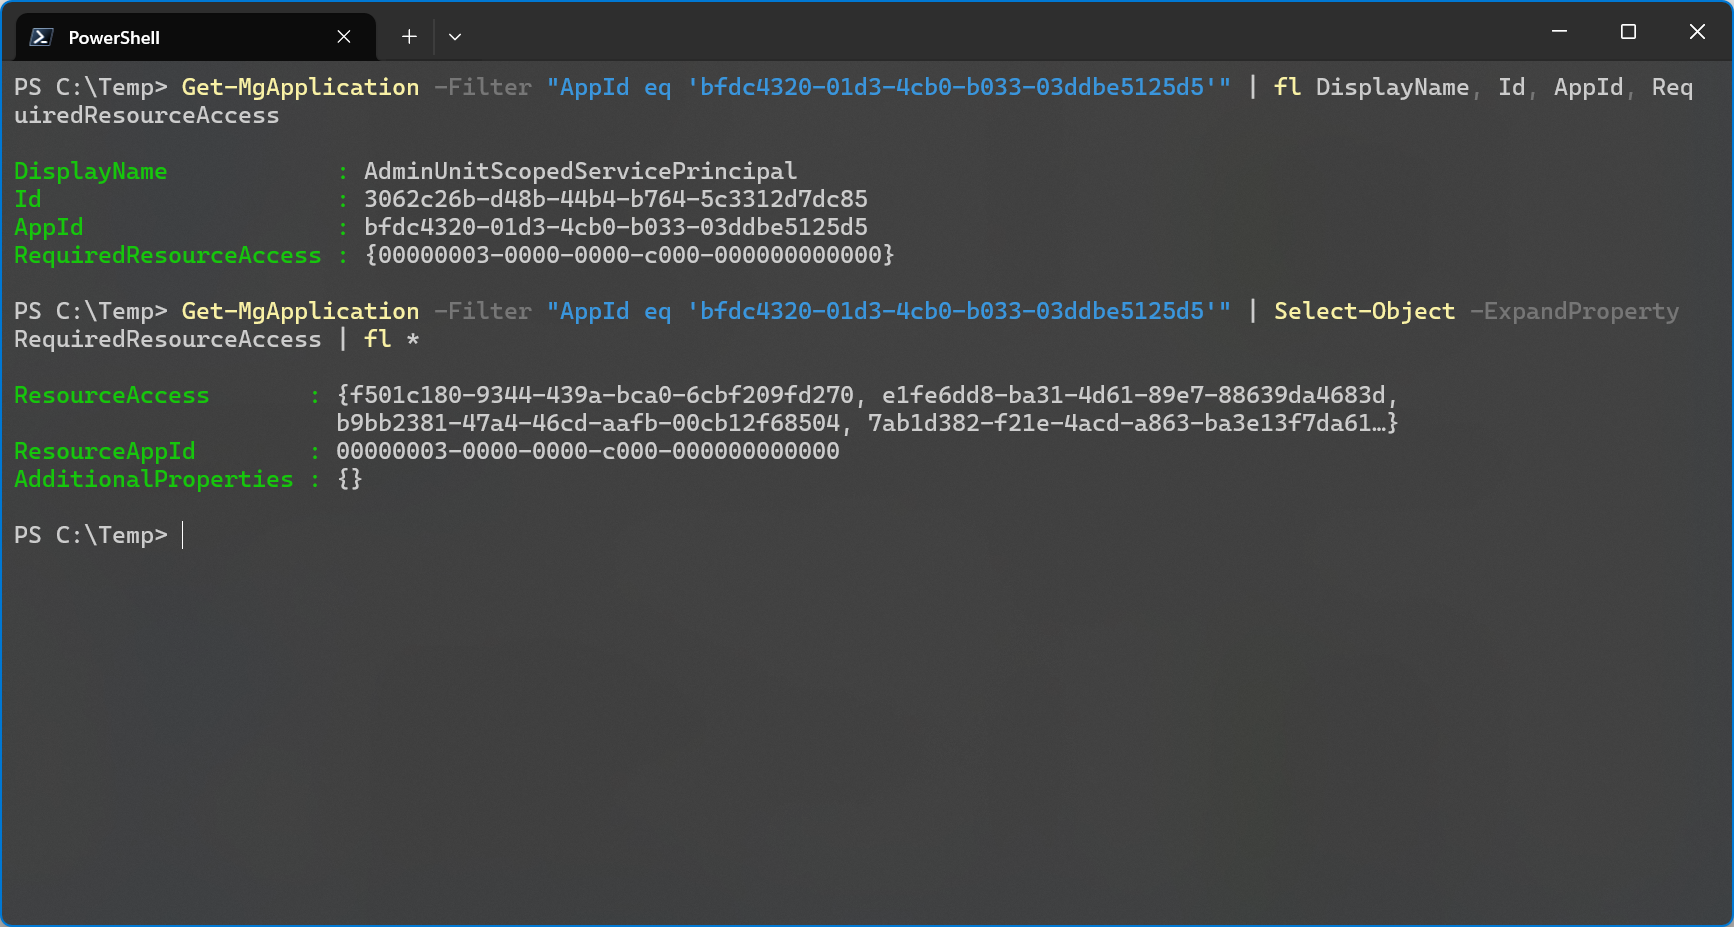 PowerShell
PS C:\Temp> Get-MgApplication -Filter "AppId eq 'bfdc4320-01d3-4cb0-b033-03ddbe5125d5'" | fl DisplayName, Id, AppId, Req
uiredResourceAccess
DisplayName : AdminUnitScopedServicePrincipal
Id : 3062c26b-d48b-44b4-b764-5c3312d7dc85
AppId : bfdc4320-01d3-4cb0-b033-03ddbe5125d5
RequiredResourceAccess : {00000003-0000-0000-c000-000000000000}
PS C:\Temp> Get-MgApplication -Filter "AppId eq 'bfdc4320-01d3-4cb0-b033-03ddbe5125d5'" | Select-Object -ExpandProperty
RequiredResourceAccess | fl *
ResourceAccess : {f501c180-9344-439a-bca0-6cbf209fd270, e1fe6dd8-ba31-4d61-89e7-88639da4683d,
b9bb2381-47a4-46cd-aafb-00cb12f68504, 7ab1d382-f21e-4acd-a863-ba3e13f7da61…}
ResourceAppId : 00000003-0000-0000-c000-000000000000
AdditionalProperties : {}
PS C:\Temp>